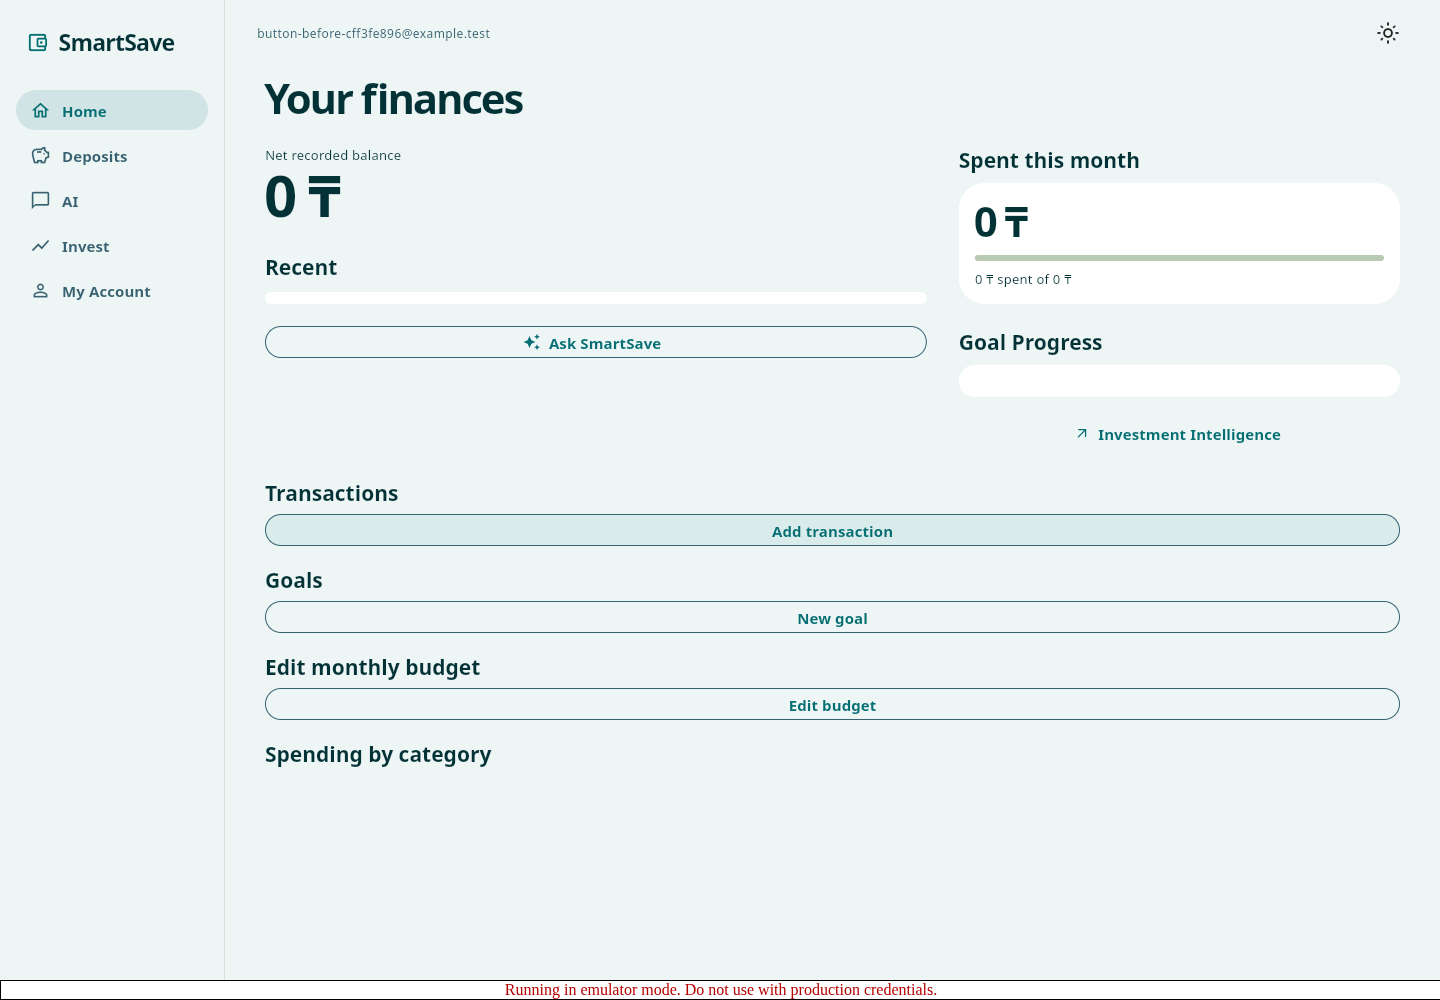 SmartSave
Home
Deposits
AI
Invest
My Account
button-before-cff3fe896@example.test
Your finances
Net recorded balance
0 ₸
Recent
Ask SmartSave
Spent this month
0 ₸
0 ₸ spent of 0 ₸
Goal Progress
Investment Intelligence
Transactions
Add transaction
Goals
New goal
Edit monthly budget
Edit budget
Spending by category
Running in emulator mode. Do not use with production credentials.